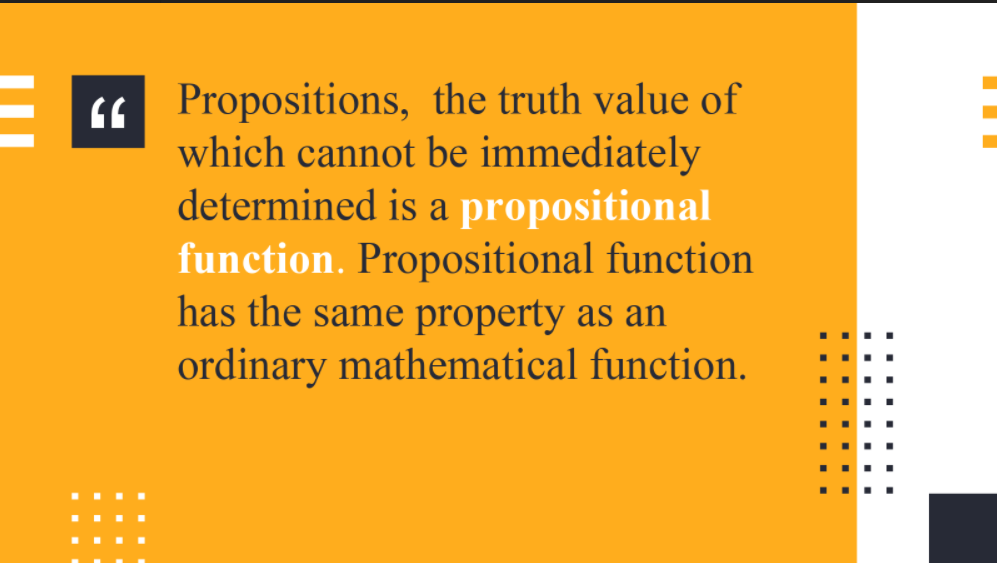 “
Propositions,  the truth value of
which cannot be immediately
determined is a propositional
function. Propositional function
has the same property as an
ordinary mathematical function.